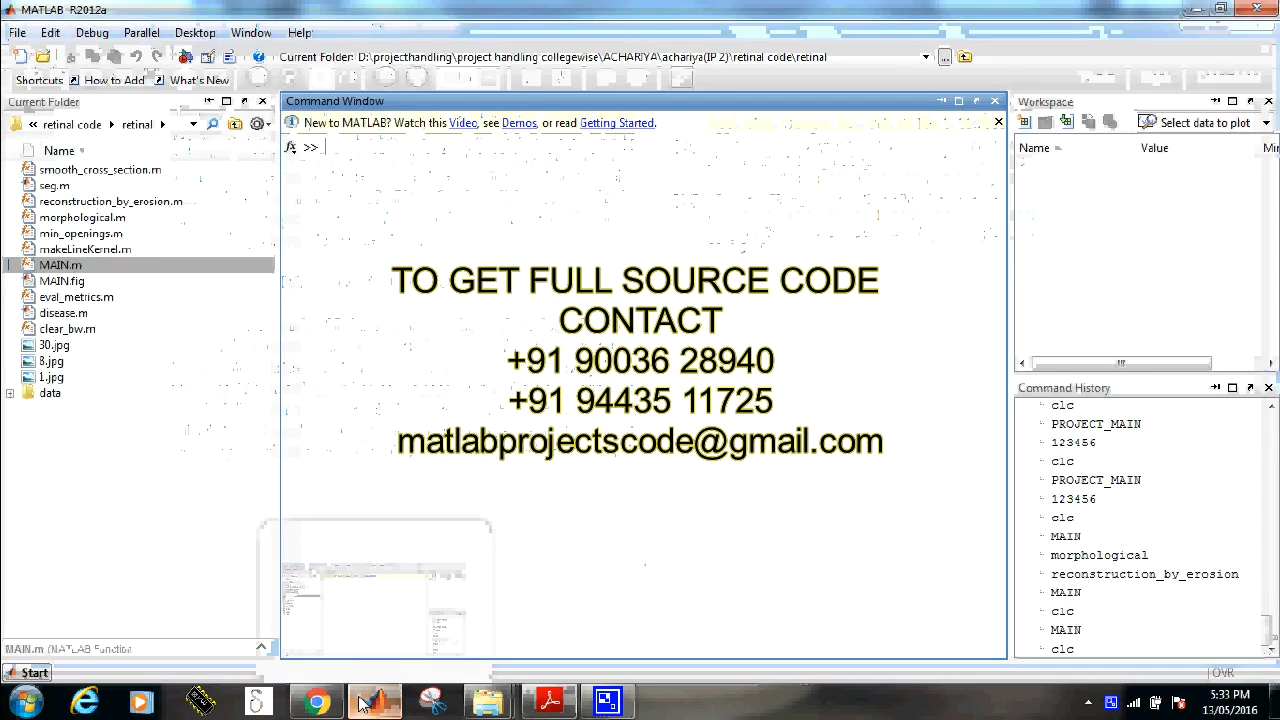 MATLAB R2012a
File Debug Parallel Desktop Window Help
Current Folder: D:\projecthandling\project handling collegewise\ACHARIYA\achariya(P 2)\retinal code\retinal
Shortcuts How to Add What's New
Current Folder
« retinal code ▸ retinal ▸
Name
smooth_cross_section.m
seg.m
reconstruction_by_erosion.m
morphological.m
min_openings.m
makeLineKernel.m
MAIN.m
MAIN.fig
disease.m
clear_bw.m
30.jpg
8.jpg
1.jpg
data
MAIN.m (MATLAB Function
Start
Command Window
New to MATLAB? Watch this Video, see Demos, or read Getting Started.
fx >>
TO GET FULL SOURCE CODE
CONTACT
+91 90036 28940
+91 94435 11725
matlabprojectscode@gmail.com
Workspace
Select data to plot
Name Value Mi
Command History
clc
PROJECT_MAIN
123456
clc
PROJECT_MAIN
123456
clc
MAIN
morphological
reconstruction_by_erosion
MAIN
clc
MAIN
clc
OVR
5:33 PM
13/05/2016